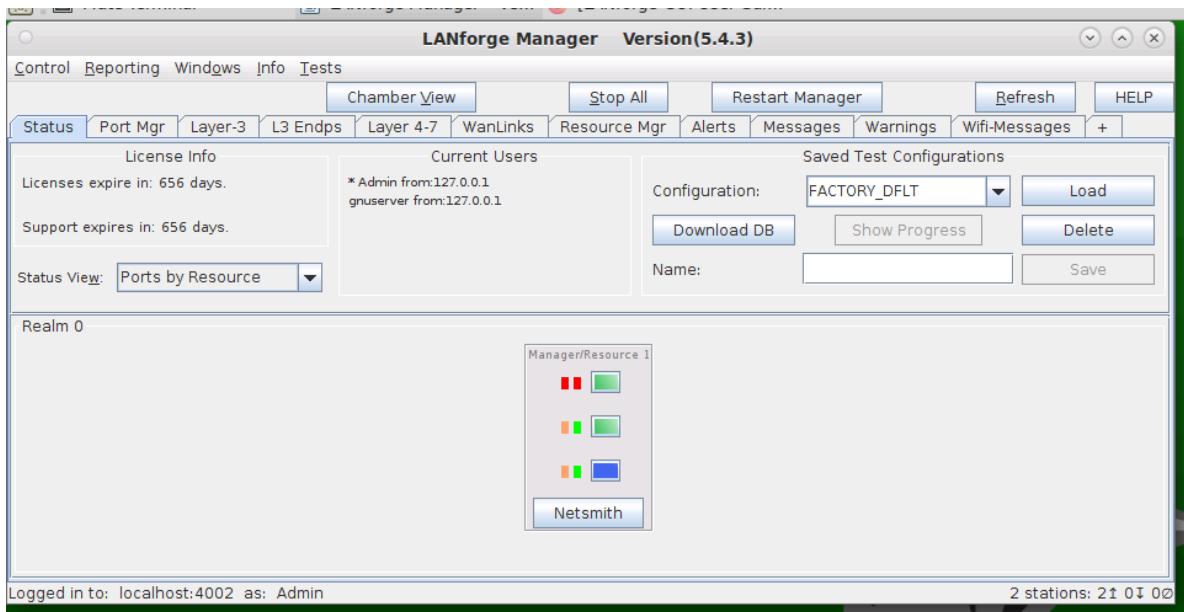 LANforge Manager Version(5.4.3)
Control Reporting Windows Info Tests
Chamber View Stop All Restart Manager Refresh HELP
Status Port Mgr Layer-3 L3 Endps Layer 4-7 WanLinks Resource Mgr Alerts Messages Warnings Wifi-Messages +
License Info
Licenses expire in: 656 days.
Support expires in: 656 days.
Status View: Ports by Resource
Current Users
* Admin from:127.0.0.1
gnuserver from:127.0.0.1
Saved Test Configurations
Configuration: FACTORY_DFLT Load
Download DB Show Progress Delete
Name: Save
Realm 0
Manager/Resource 1
Netsmith
Logged in to: localhost:4002 as: Admin
2 stations: 2↥ 0↧ 0∅